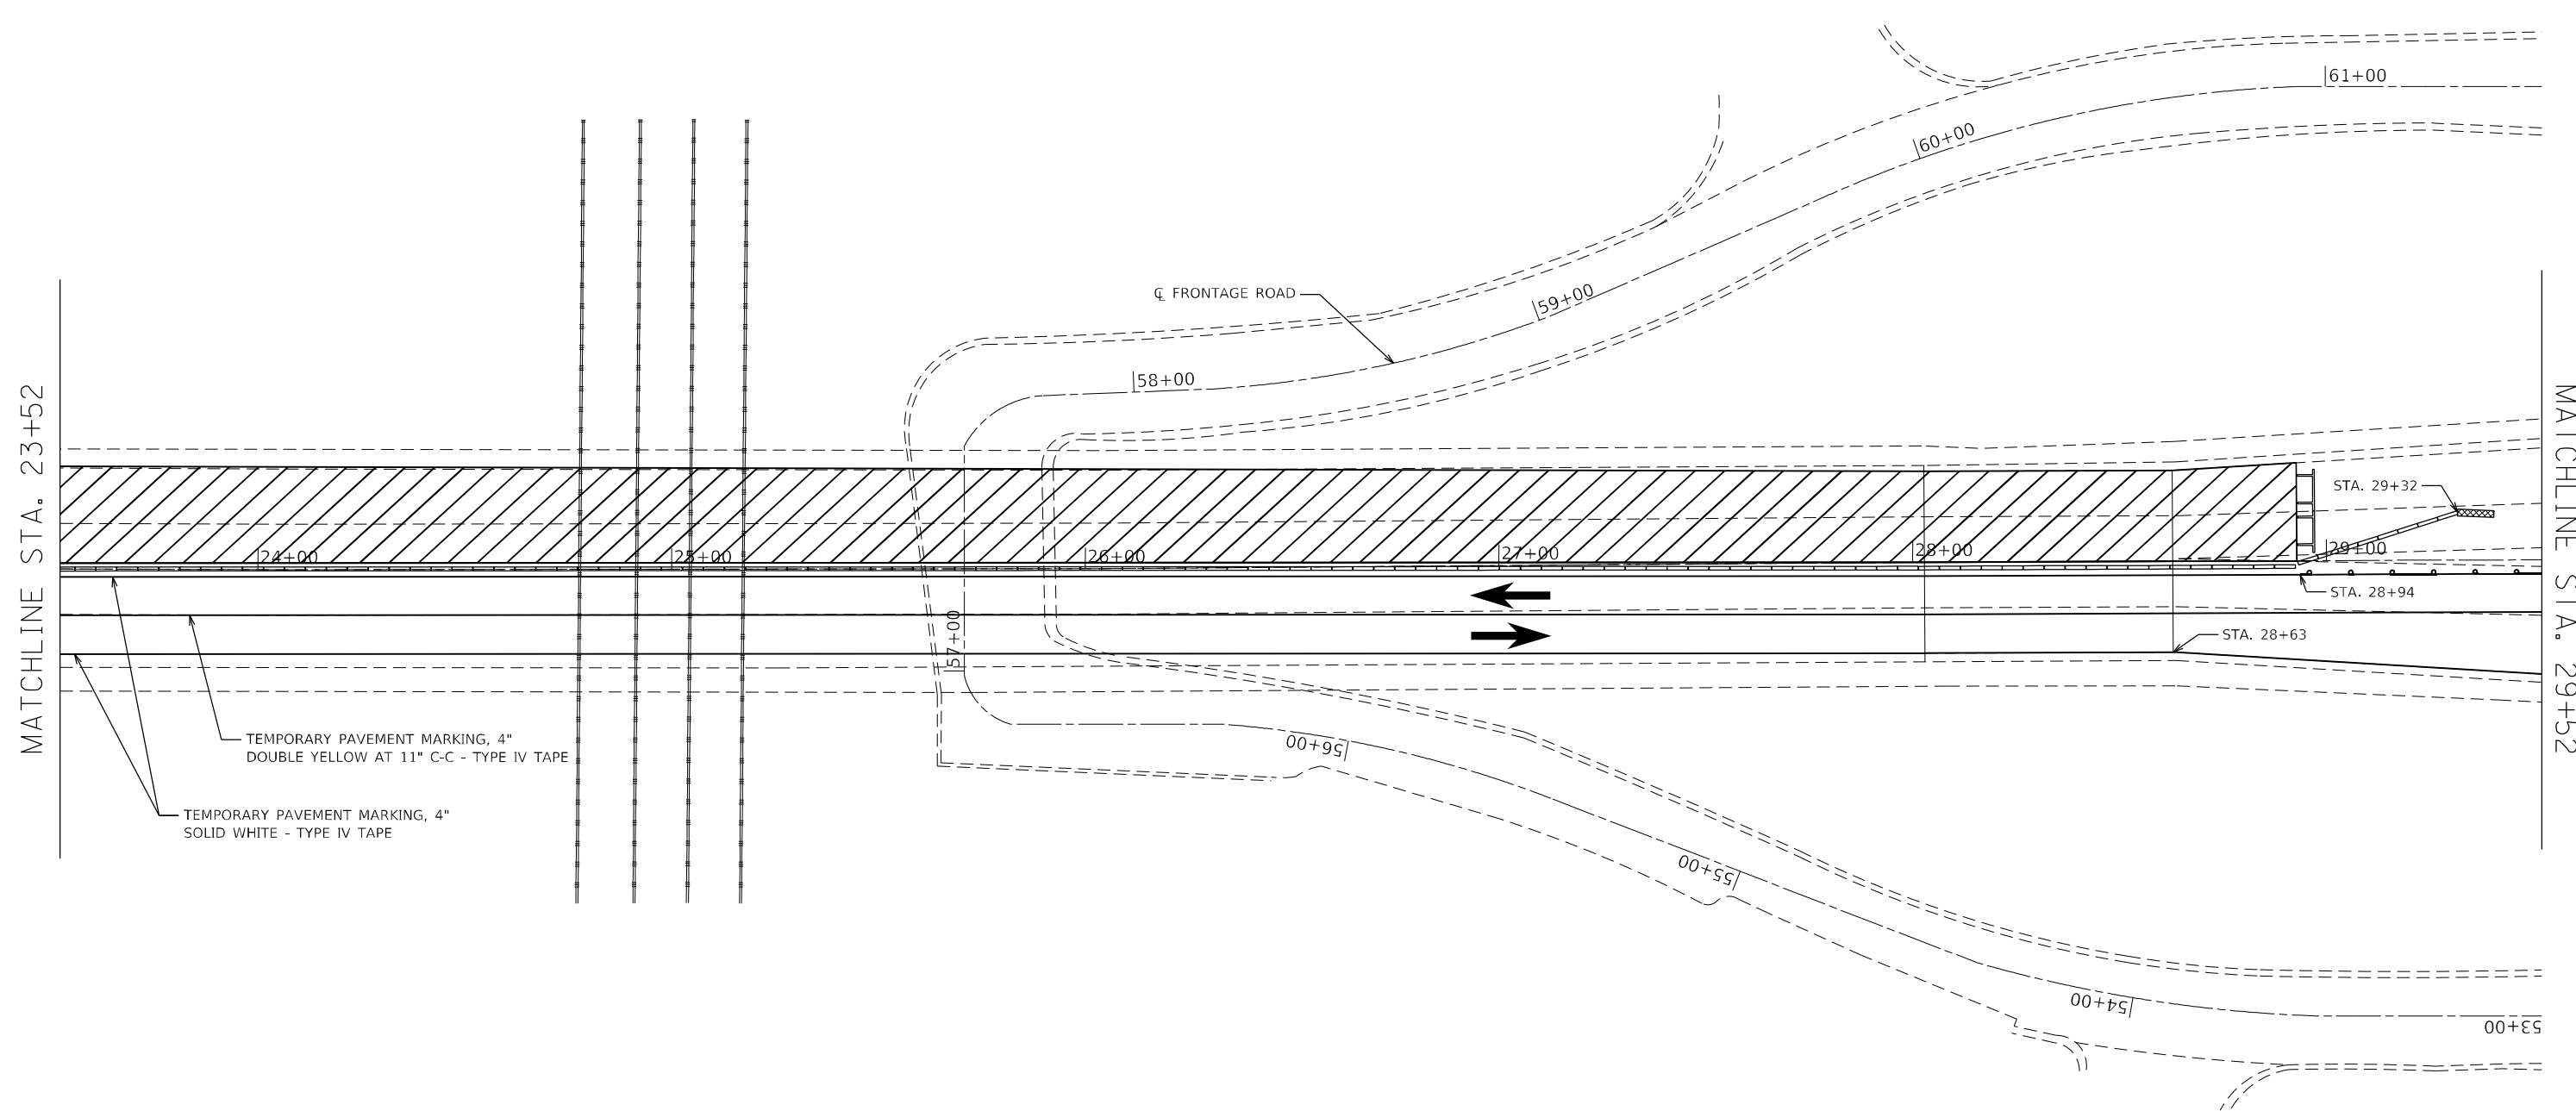 61+00
60+00
℄ FRONTAGE ROAD
59+00
58+00
MATCHLINE STA. 23+52
MATCHLINE STA. 29+52
STA. 29+32
24+00
25+00
26+00
27+00
28+00
29+00
STA. 28+94
57+00
STA. 28+63
TEMPORARY PAVEMENT MARKING, 4"
DOUBLE YELLOW AT 11" C-C - TYPE IV TAPE
56+00
TEMPORARY PAVEMENT MARKING, 4"
SOLID WHITE - TYPE IV TAPE
55+00
54+00
53+00